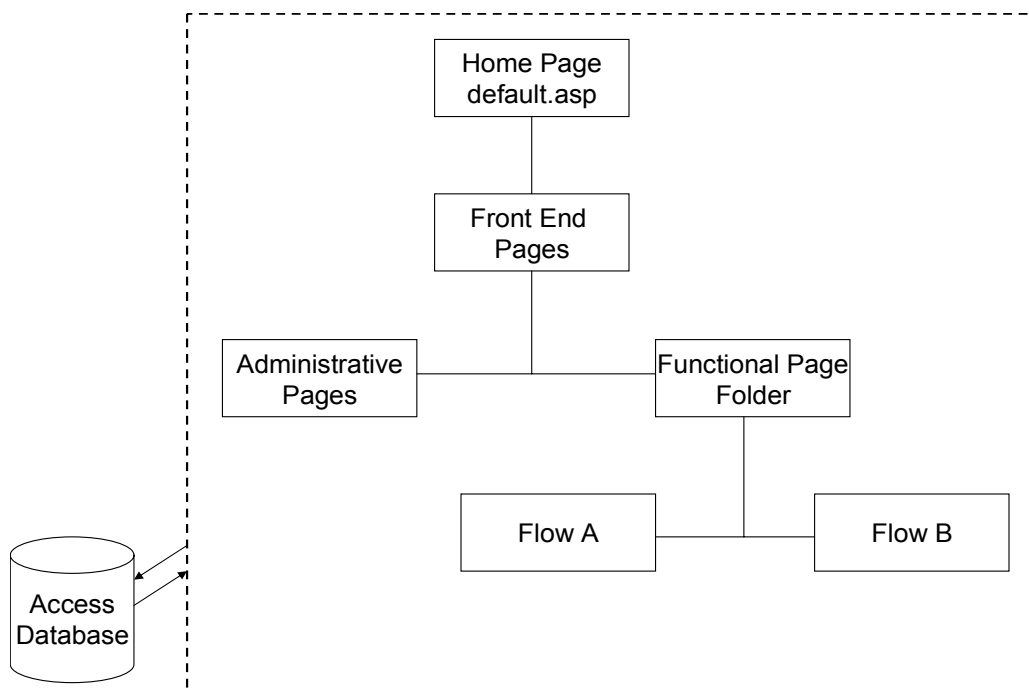 Home Page
default.asp
Front End
Pages
Administrative
Pages
Functional Page
Folder
Flow A
Flow B
Access
Database